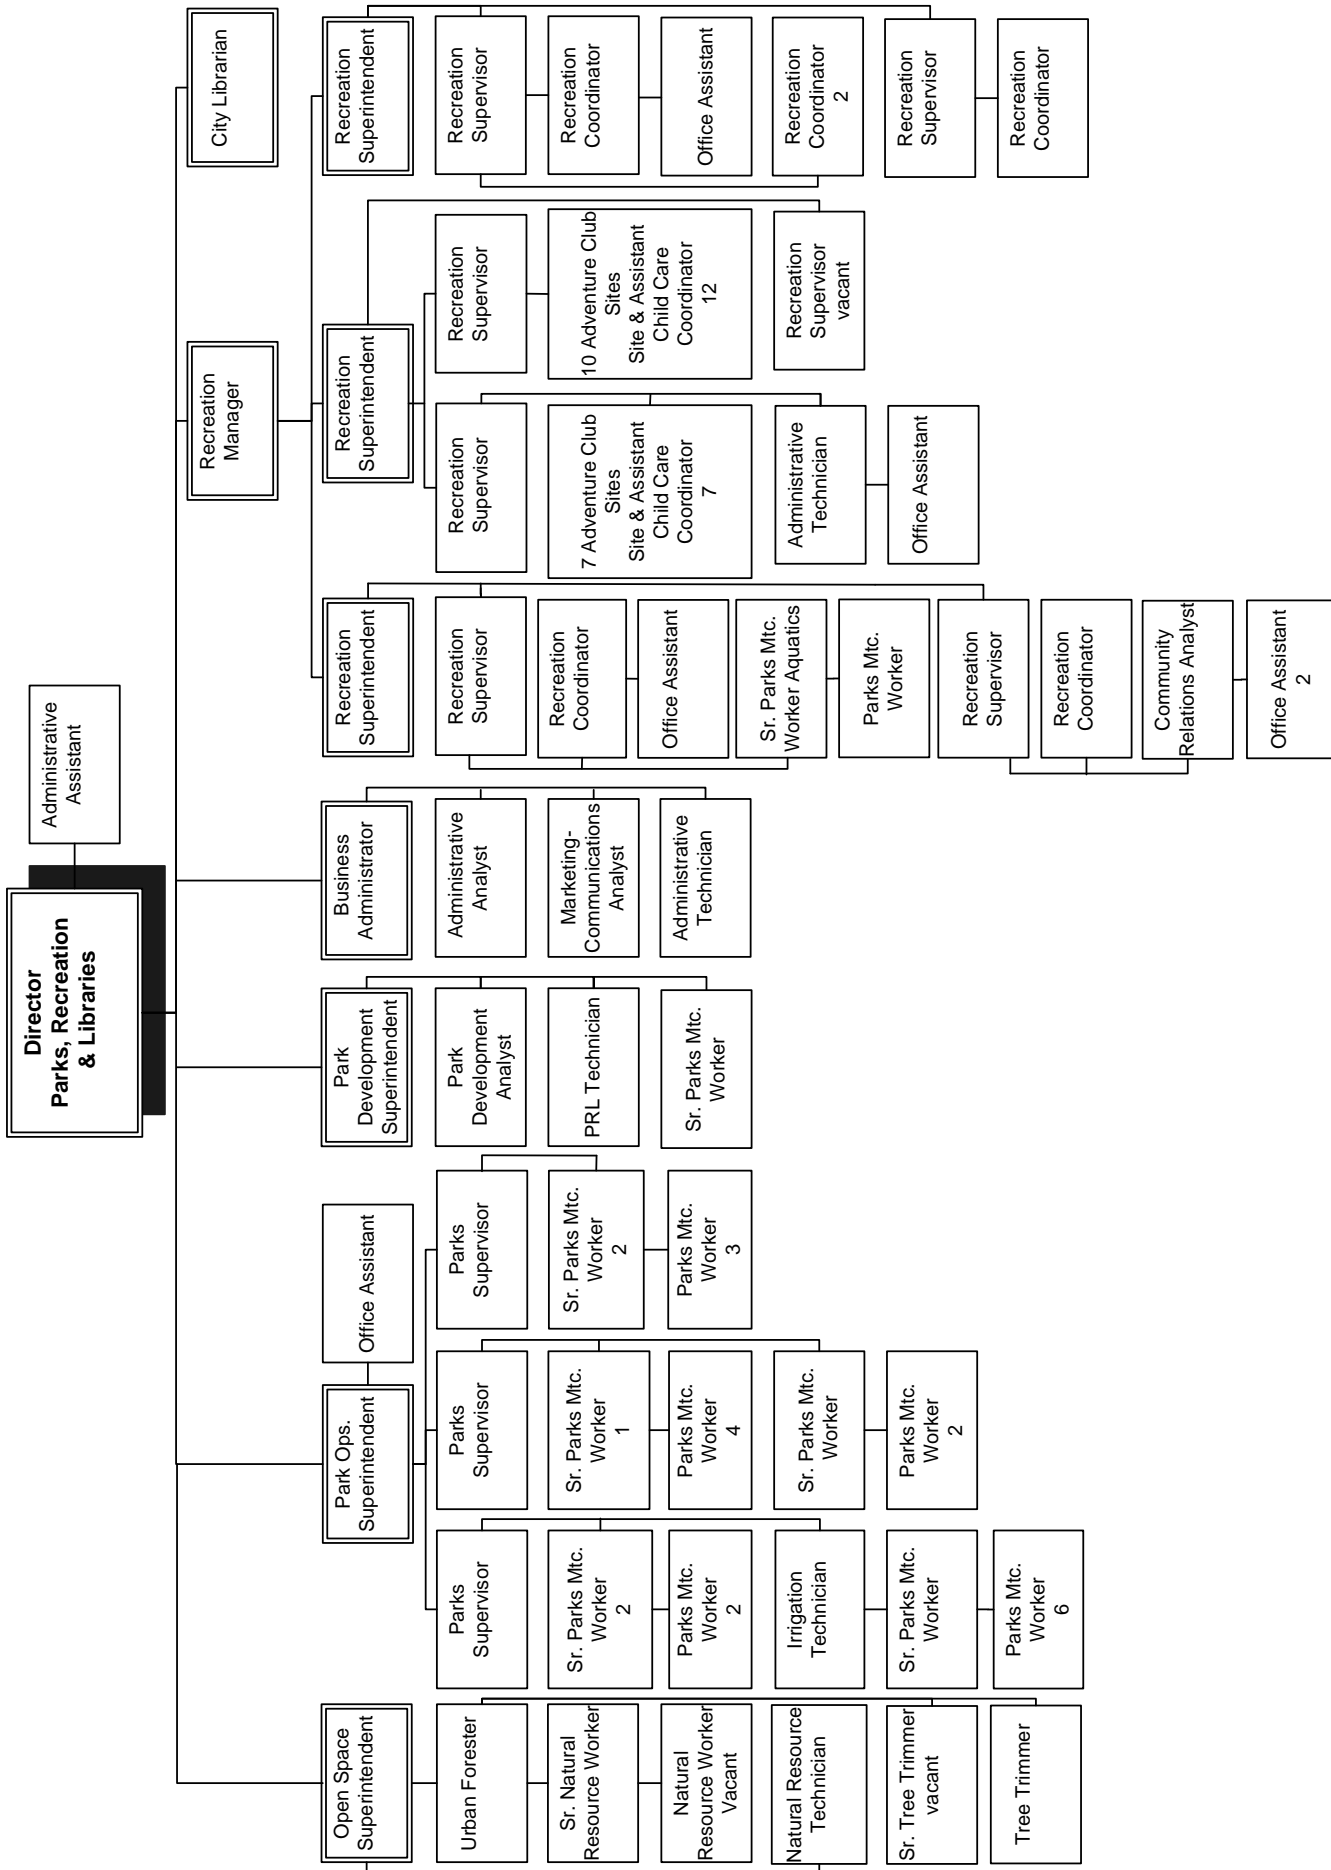 Director
Parks, Recreation
& Libraries
Administrative
Assistant
Open Space
Superintendent
Urban Forester
Sr. Natural
Resource Worker
Natural
Resource Worker
Vacant
Natural Resource
Technician
Sr. Tree Trimmer
vacant
Tree Trimmer
Park Ops.
Superintendent
Office Assistant
Parks
Supervisor
Sr. Parks Mtc.
Worker
2
Parks Mtc.
Worker
2
Irrigation
Technician
Sr. Parks Mtc.
Worker
Parks Mtc.
Worker
6
Parks
Supervisor
Sr. Parks Mtc.
Worker
1
Parks Mtc.
Worker
4
Sr. Parks Mtc.
Worker
Parks Mtc.
Worker
2
Parks
Supervisor
Sr. Parks Mtc.
Worker
2
Parks Mtc.
Worker
3
Park
Development
Superintendent
Park
Development
Analyst
PRL Technician
Sr. Parks Mtc.
Worker
Business
Administrator
Administrative
Analyst
Marketing-
Communications
Analyst
Administrative
Technician
Recreation
Manager
Recreation
Superintendent
Recreation
Supervisor
Recreation
Coordinator
Office Assistant
Sr. Parks Mtc.
Worker Aquatics
Parks Mtc.
Worker
Recreation
Supervisor
Recreation
Coordinator
Community
Relations Analyst
Office Assistant
2
Recreation
Superintendent
Recreation
Supervisor
7 Adventure Club
Sites
Site & Assistant
Child Care
Coordinator
7
Administrative
Technician
Office Assistant
Recreation
Supervisor
10 Adventure Club
Sites
Site & Assistant
Child Care
Coordinator
12
Recreation
Supervisor
vacant
Recreation
Superintendent
Recreation
Supervisor
Recreation
Coordinator
Office Assistant
Recreation
Coordinator
2
Recreation
Supervisor
Recreation
Coordinator
City Librarian